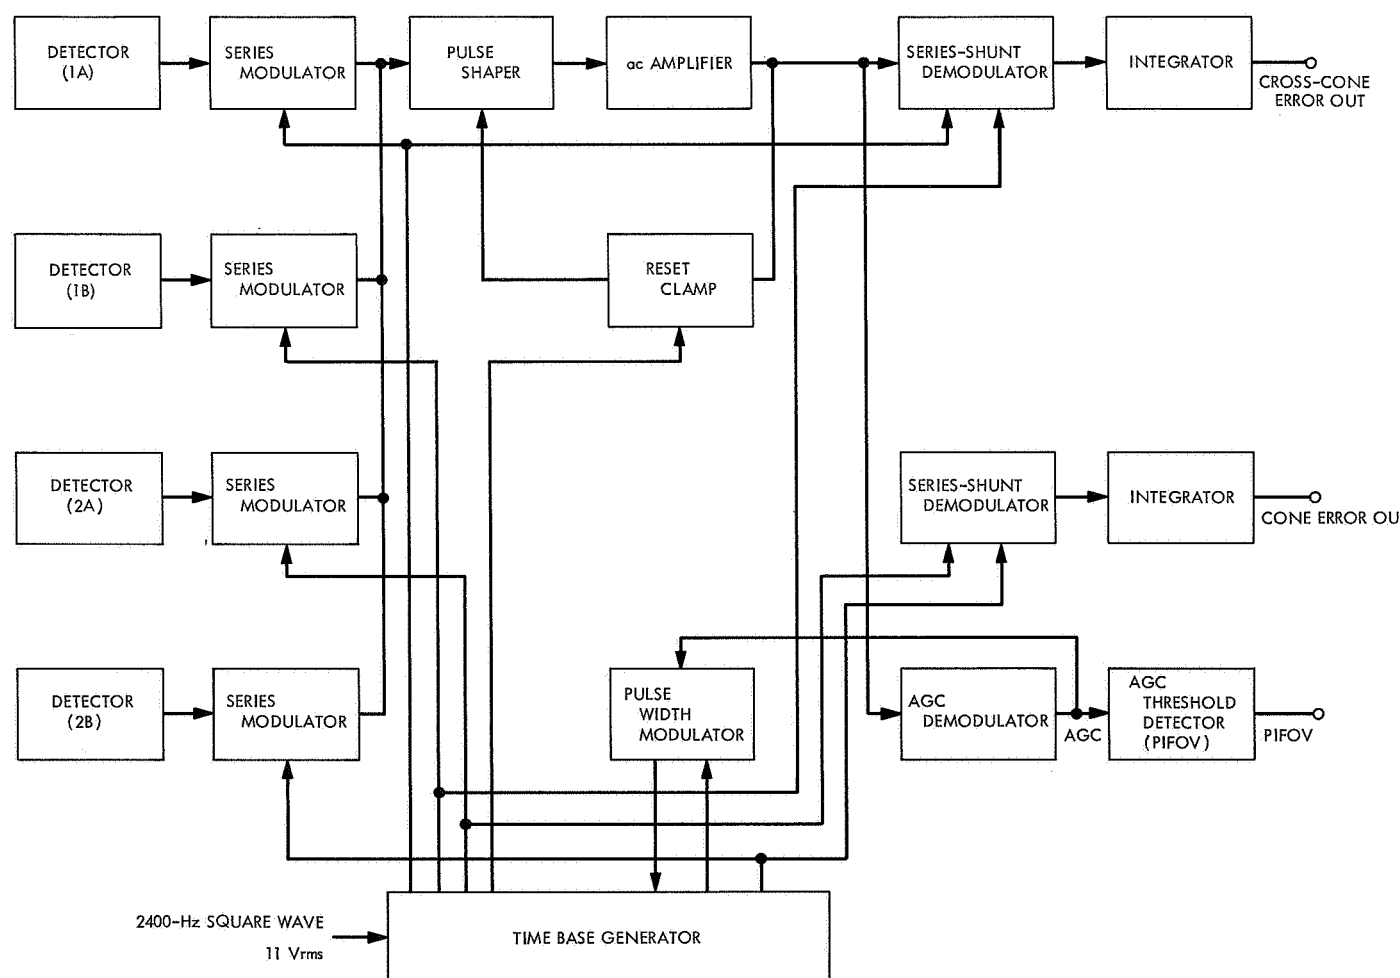 DETECTOR
(1A)
SERIES
MODULATOR
PULSE
SHAPER
ac AMPLIFIER
SERIES-SHUNT
DEMODULATOR
INTEGRATOR
CROSS-CONE
ERROR OUT
DETECTOR
(1B)
SERIES
MODULATOR
RESET
CLAMP
DETECTOR
(2A)
SERIES
MODULATOR
SERIES-SHUNT
DEMODULATOR
INTEGRATOR
CONE ERROR OU
DETECTOR
(2B)
SERIES
MODULATOR
PULSE
WIDTH
MODULATOR
AGC
DEMODULATOR
AGC
AGC
THRESHOLD
DETECTOR
(PIFOV)
PIFOV
2400-Hz SQUARE WAVE
11 Vrms
TIME BASE GENERATOR